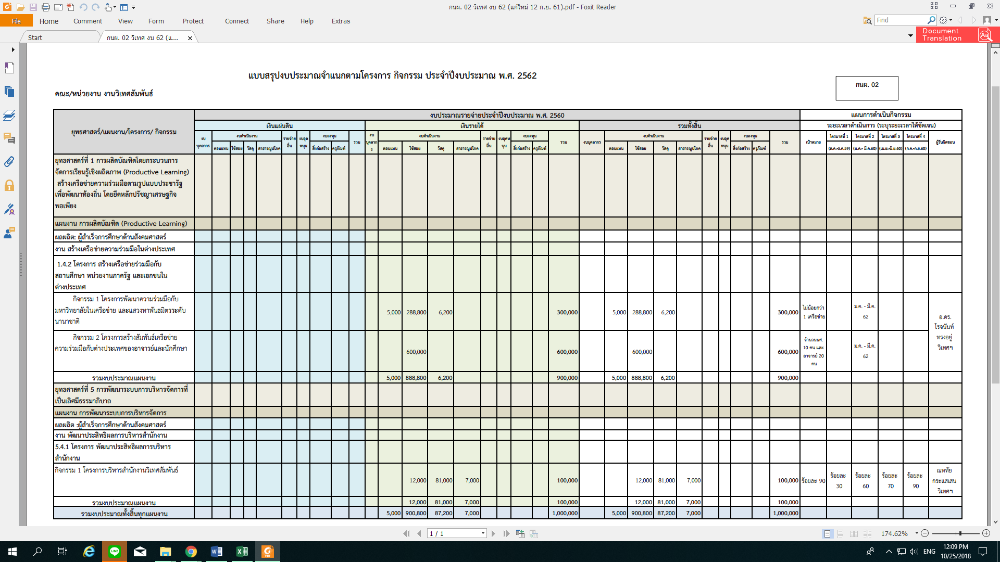 กนผ. 02 วิเทศ งบ 62 (แก้ใหม่ 12 ก.ย. 61).pdf - Foxit Reader
File Home Comment View Form Protect Connect Share Help Extras
Find
Start
กนผ. 02 วิเทศ งบ 62 (แ...
Document
Translation
แบบสรุปงบประมาณจำแนกตามโครงการ กิจกรรม ประจำปีงบประมาณ พ.ศ. 2562
กนผ. 02
คณะ/หน่วยงาน งานวิเทศสัมพันธ์
ยุทธศาสตร์/แผนงาน/โครงการ/ กิจกรรม
งบประมาณรายจ่ายประจำปีงบประมาณ พ.ศ. 2560
แผนการดำเนินกิจกรรม
เงินแผ่นดิน เงินรายได้ รวมทั้งสิ้น
ระยะเวลาดำเนินการ (ระบุระยะเวลาให้ชัดเจน)
งบบุคลากร งบดำเนินงาน รายจ่ายอื่น งบอุดหนุน งบลงทุน รวม
งบบุคลากร งบดำเนินงาน รายจ่ายอื่น งบอุดหนุน งบลงทุน รวม
งบบุคลากร งบดำเนินงาน รายจ่ายอื่น งบอุดหนุน งบลงทุน รวม
เป้าหมาย ไตรมาสที่ 1 ไตรมาสที่ 2 ไตรมาสที่ 3 ไตรมาสที่ 4 ผู้รับผิดชอบ
ตอบแทน ใช้สอย วัสดุ สาธารณูปโภค สิ่งก่อสร้าง ครุภัณฑ์
ตอบแทน ใช้สอย วัสดุ สาธารณูปโภค สิ่งก่อสร้าง ครุภัณฑ์
ตอบแทน ใช้สอย วัสดุ สาธารณูปโภค สิ่งก่อสร้าง ครุภัณฑ์
(ต.ค.-ธ.ค.59) (ม.ค.- มี.ค.60) (เม.ย.-มิ.ย.60) (ก.ค.-ก.ย.60)
ยุทธศาสตร์ที่ 1 การผลิตบัณฑิตโดยกระบวนการ
จัดการเรียนรู้เชิงผลิตภาพ (Productive Learning)
สร้างเครือข่ายความร่วมมือตามรูปแบบประชารัฐ
เพื่อพัฒนาท้องถิ่น โดยยึดหลักปรัชญาเศรษฐกิจ
พอเพียง
แผนงาน การผลิตบัณฑิต (Productive Learning)
ผลผลิต: ผู้สำเร็จการศึกษาด้านสังคมศาสตร์
งาน สร้างเครือข่ายความร่วมมือในต่างประเทศ
1.4.2 โครงการ สร้างเครือข่ายร่วมมือกับ
สถานศึกษา หน่วยงานภาครัฐ และเอกชนใน
ต่างประเทศ
กิจกรรม 1 โครงการพัฒนาความร่วมมือกับ
มหาวิทยาลัยในเครือข่าย และแสวงหาพันธมิตรระดับ
นานาชาติ
5,000 288,800 6,200 300,000 5,000 288,800 6,200 300,000
ไม่น้อยกว่า
1 เครือข่าย
ม.ค. - มี.ค.
62
อ.ดร.
โรจนันท์
ทรงอยู่
วิเทศฯ
กิจกรรม 2 โครงการสร้างสัมพันธ์เครือข่าย
ความร่วมมือกับต่างประเทศของอาจารย์และนักศึกษา
600,000 600,000 600,000 600,000
จำนวนนศ.
10 คน และ
อาจารย์ 20
คน
ม.ค. - มี.ค.
62
รวมงบประมาณแผนงาน 5,000 888,800 6,200 900,000 5,000 888,800 6,200 900,000
ยุทธศาสตร์ที่ 5 การพัฒนาระบบการบริหารจัดการที่
เป็นเลิศมีธรรมาภิบาล
แผนงาน การพัฒนาระบบการบริหารจัดการ
ผลผลิต :ผู้สำเร็จการศึกษาด้านสังคมศาสตร์
งาน พัฒนาประสิทธิผลการบริหารสำนักงาน
5.4.1 โครงการ พัฒนาประสิทธิผลการบริหาร
สำนักงาน
กิจกรรม 1 โครงการบริหารสำนักงานวิเทศสัมพันธ์
12,000 81,000 7,000 100,000 12,000 81,000 7,000 100,000 ร้อยละ 90
ร้อยละ 30 ร้อยละ 60 ร้อยละ 70 ร้อยละ 90
ณหทัย
กระแสเสน
วิเทศฯ
รวมงบประมาณแผนงาน 12,000 81,000 7,000 100,000 12,000 81,000 7,000 100,000
รวมงบประมาณทั้งสิ้นทุกแผนงาน 5,000 900,800 87,200 7,000 1,000,000 5,000 900,800 87,200 7,000 1,000,000
1 / 1
174.62%
ENG
12:09 PM
10/25/2018